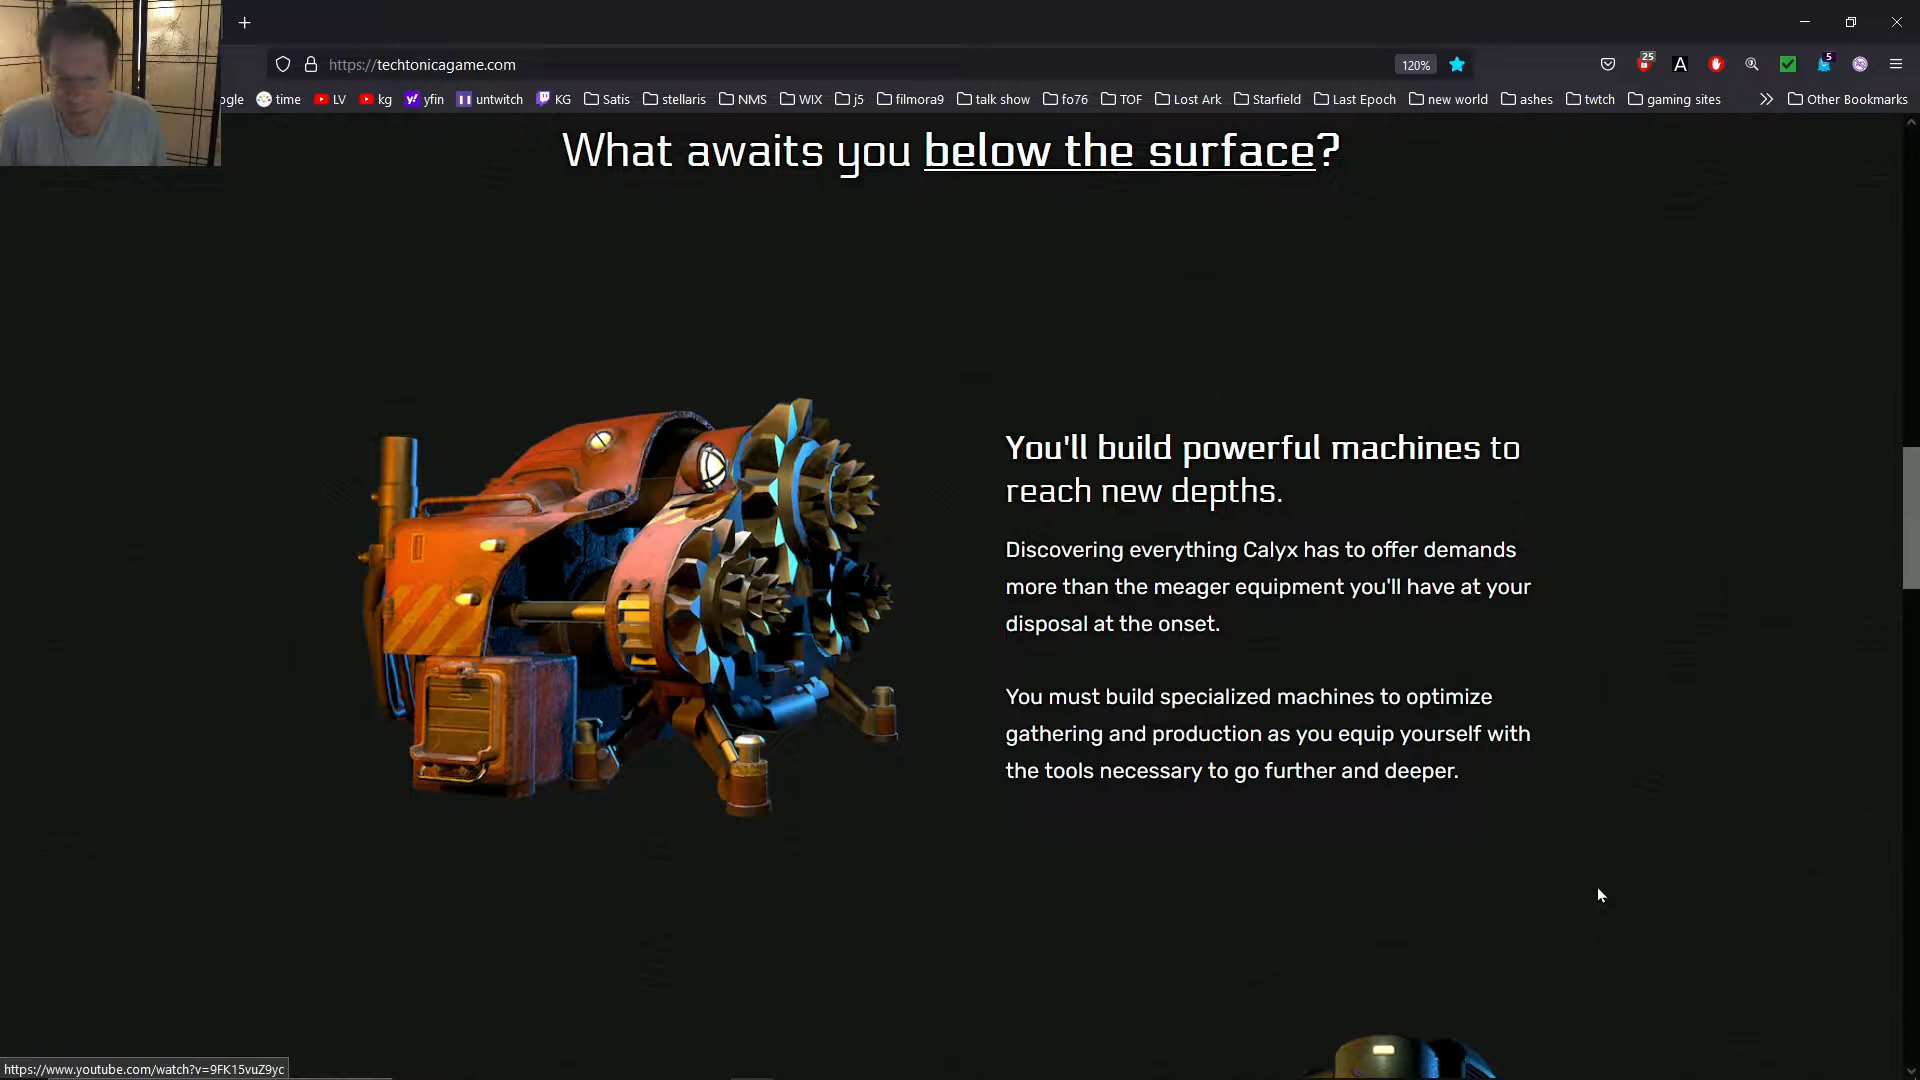 https://techtonicagame.com
120%
25
A
5
ogle
time
LV
kg
yfin
untwitch
KG
Satis
stellaris
NMS
WIX
j5
filmora9
talk show
fo76
TOF
Lost Ark
Starfield
Last Epoch
new world
ashes
twtch
gaming sites
Other Bookmarks
What awaits you below the surface?
You'll build powerful machines to
reach new depths.
Discovering everything Calyx has to offer demands
more than the meager equipment you'll have at your
disposal at the onset.
You must build specialized machines to optimize
gathering and production as you equip yourself with
the tools necessary to go further and deeper.
https://www.youtube.com/watch?v=9FK15vuZ9yc